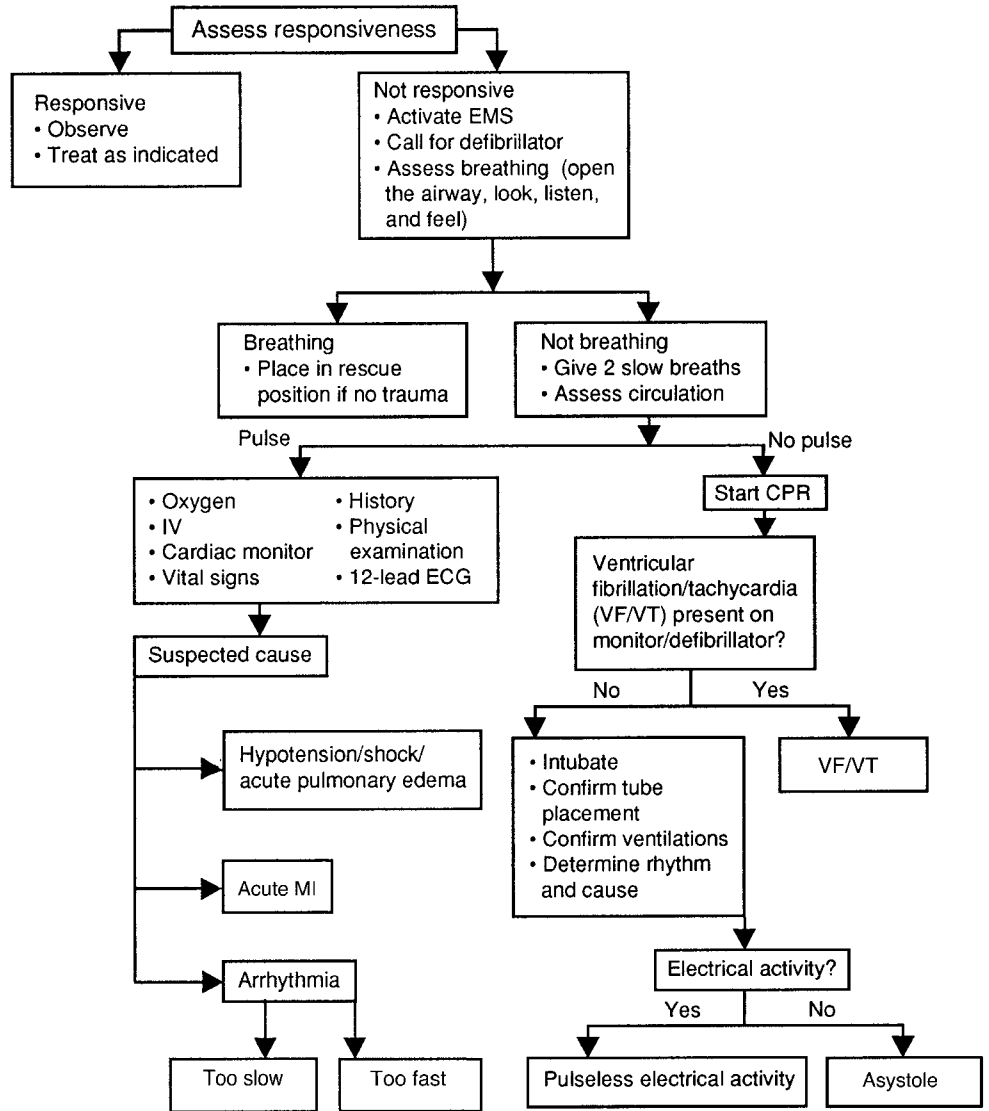 Assess responsiveness
Responsive
• Observe
• Treat as indicated
Not responsive
• Activate EMS
• Call for defibrillator
• Assess breathing (open
the airway, look, listen,
and feel)
Breathing
• Place in rescue
position if no trauma
Not breathing
• Give 2 slow breaths
• Assess circulation
Pulse
No pulse
• Oxygen
• IV
• Cardiac monitor
• Vital signs
• History
• Physical
examination
• 12-lead ECG
Start CPR
Ventricular
fibrillation/tachycardia
(VF/VT) present on
monitor/defibrillator?
Suspected cause
No
Yes
Hypotension/shock/
acute pulmonary edema
• Intubate
• Confirm tube
placement
• Confirm ventilations
• Determine rhythm
and cause
VF/VT
Acute MI
Arrhythmia
Electrical activity?
Yes
No
Too slow
Too fast
Pulseless electrical activity
Asystole